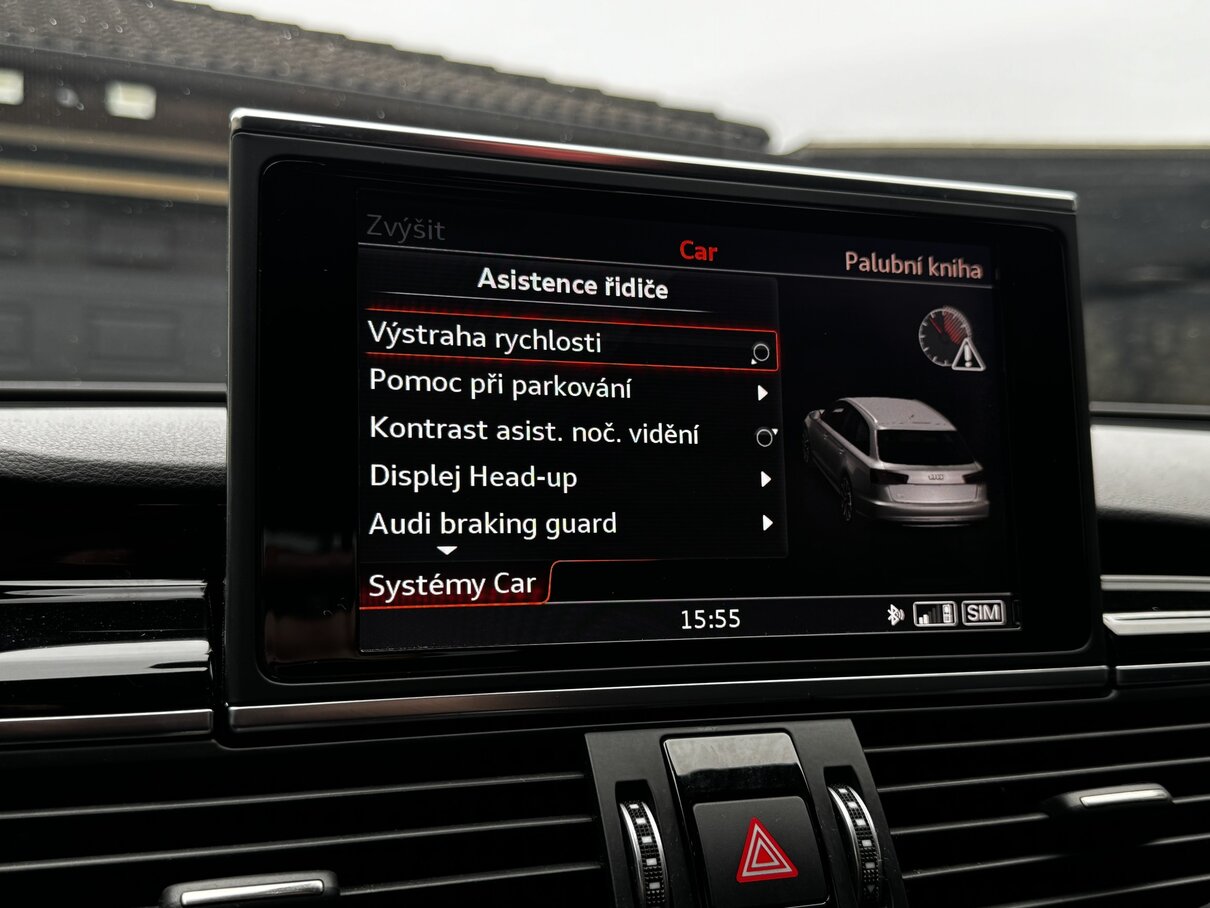 Zvýšit
Car
Palubní kniha
Asistence řidiče
Výstraha rychlosti
Pomoc při parkování
Kontrast asist. noč. vidění
Displej Head-up
Audi braking guard
Systémy Car
15:55
SIM